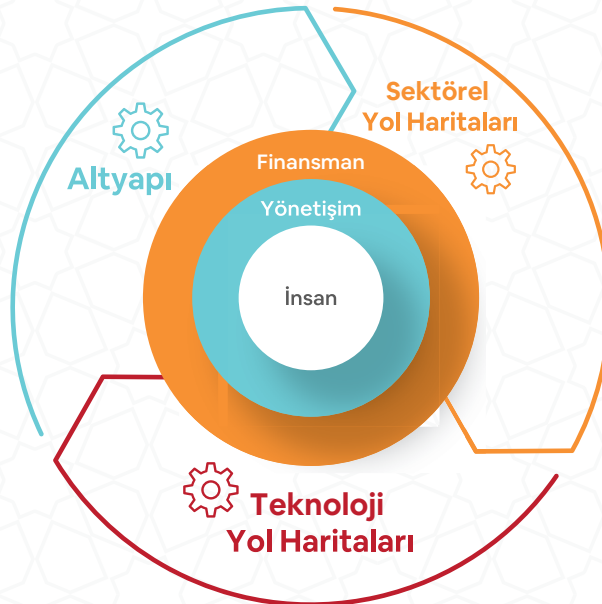 Sektörel
Yol Haritaları
Altyapı
Finansman
Yönetişim
İnsan
Teknoloji
Yol Haritaları